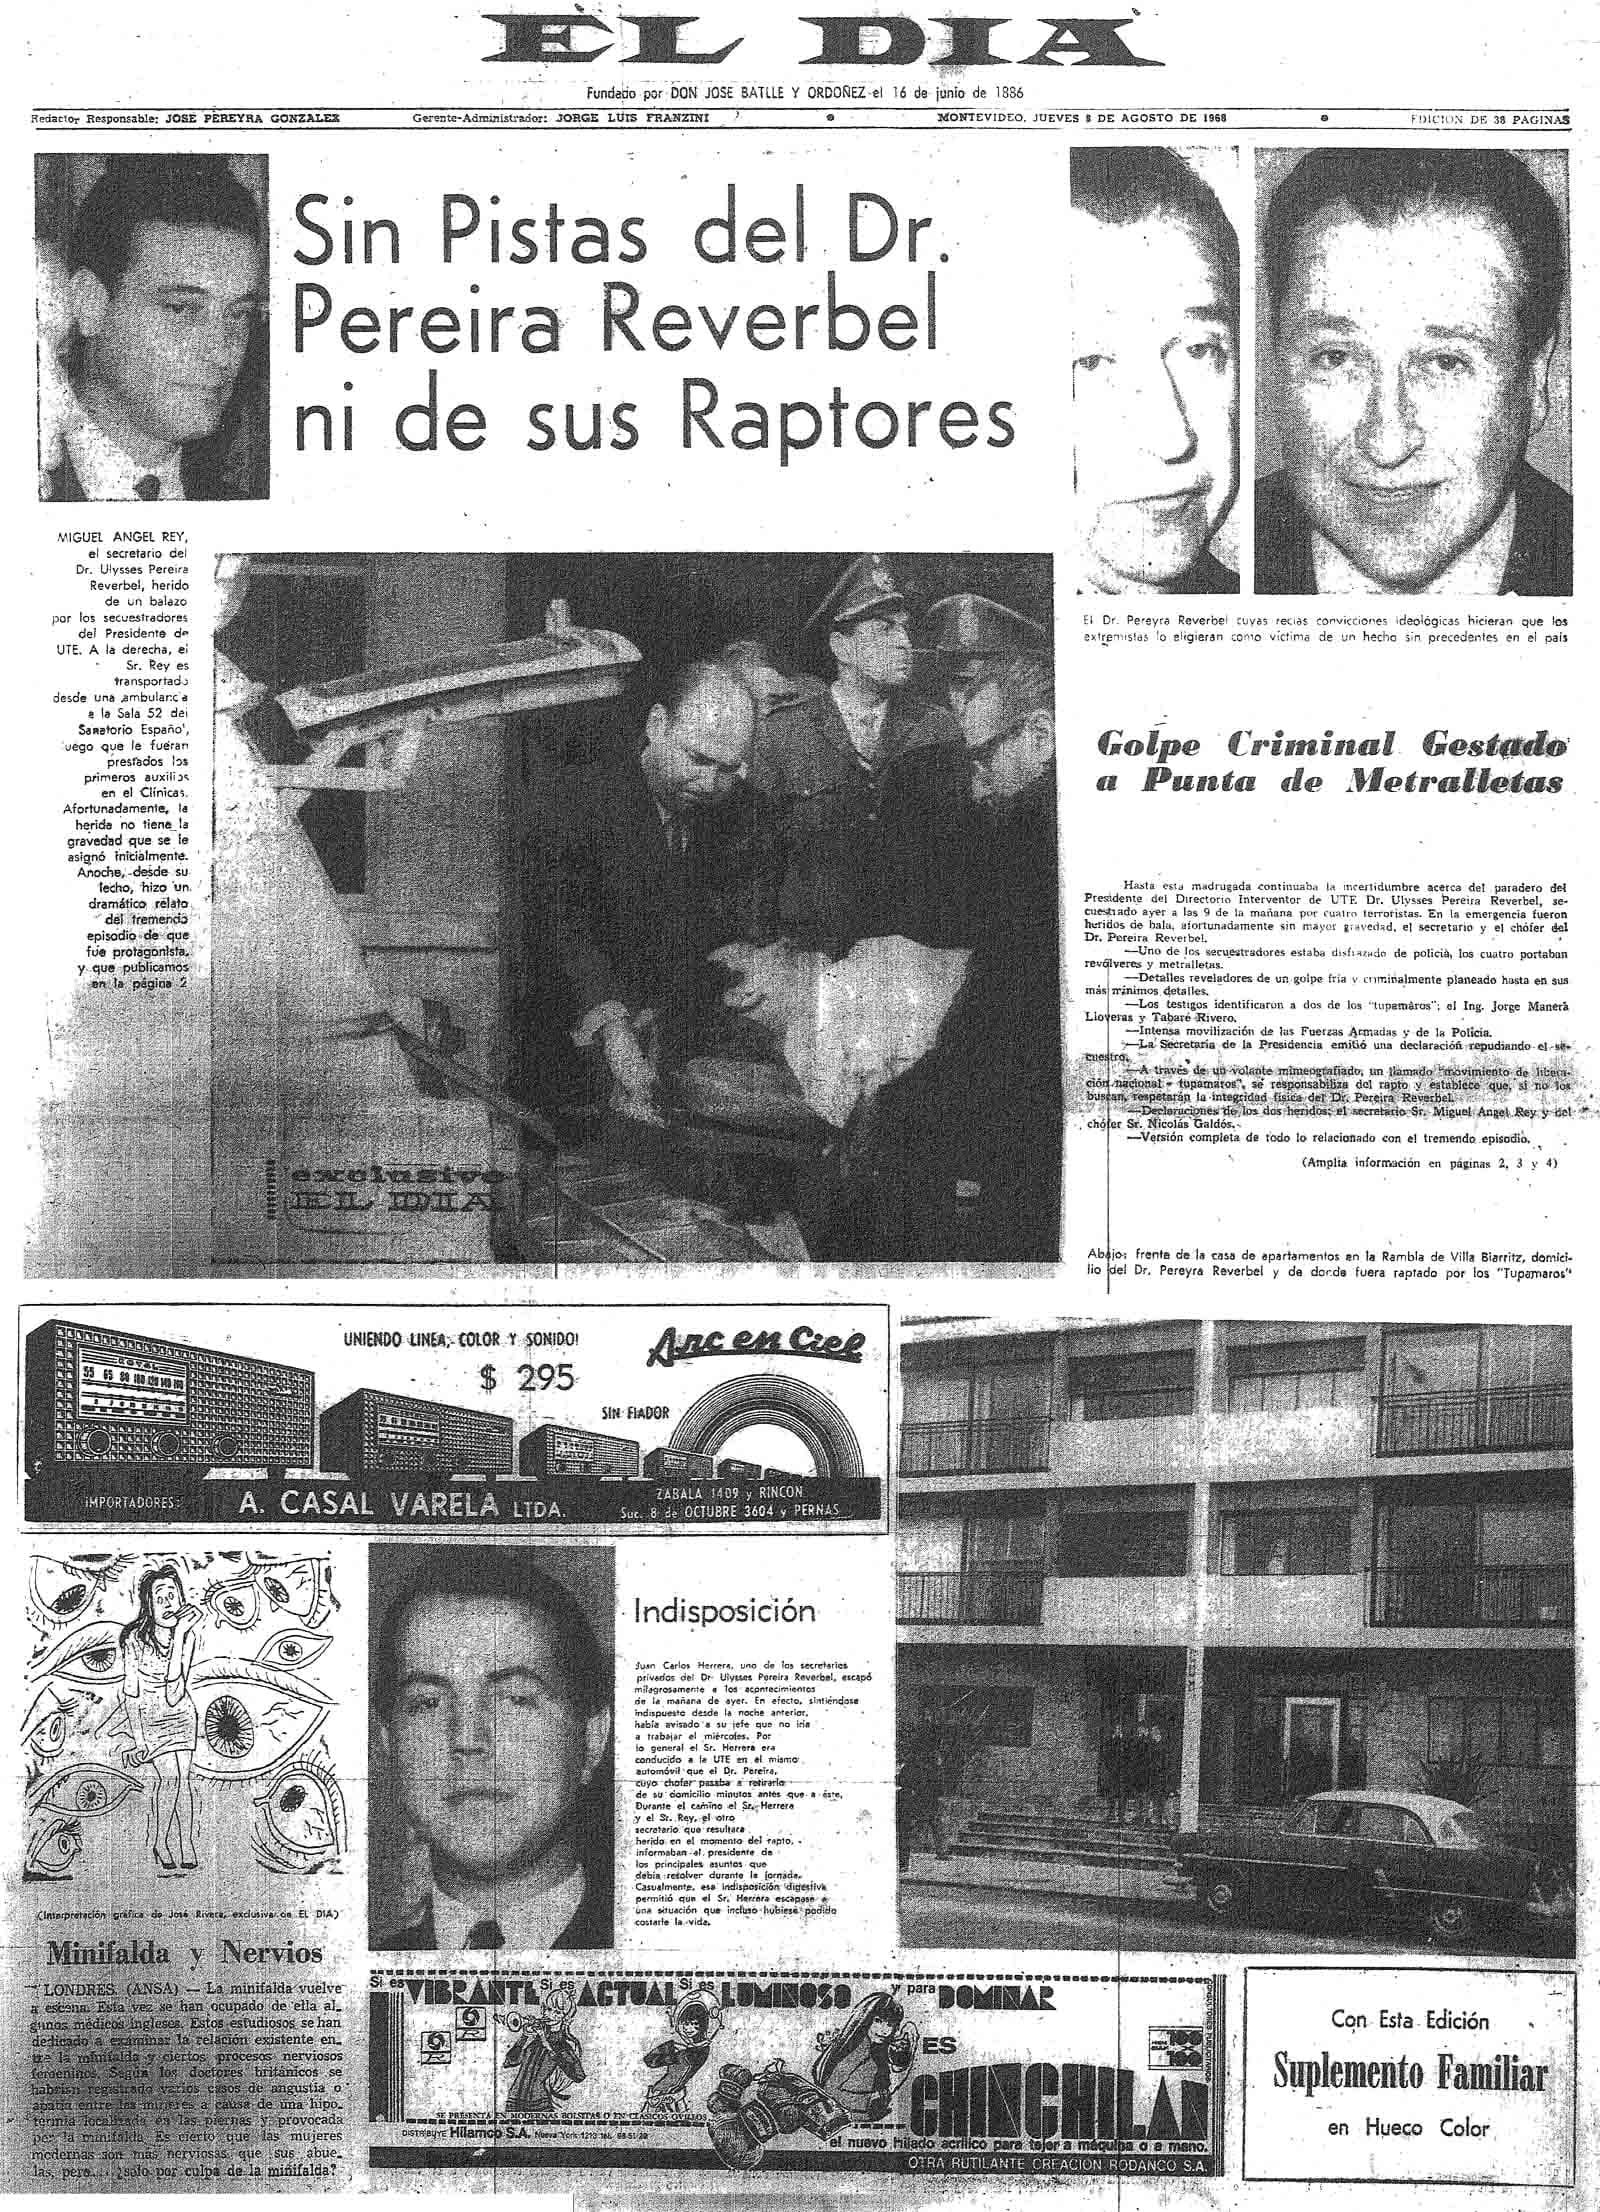 EL DIA
Fundado por DON JOSE BATLLE Y ORDOÑEZ el 16 de junio de 1886
Redactor Responsable: JOSE PEREYRA GONZALEZ
Gerente-Administrador: JORGE LUIS FRANZINI
MONTEVIDEO, JUEVES 8 DE AGOSTO DE 1968
EDICION DE 38 PAGINAS
Sin Pistas del Dr.
Pereira Reverbel
ni de sus Raptores
MIGUEL ANGEL REY,
el secretario del
Dr. Ulysses Pereira
Reverbel, herido
de un balazo
por los secuestradores
del Presidente de
UTE. A la derecha, el
Sr. Rey es
transportado
desde una ambulancia
a la Sala 52 del
Sanatorio Español,
luego que le fueran
prestados los
primeros auxilios
en el Clínicas.
Afortunadamente, la
herida no tiene la
gravedad que se le
asignó inicialmente.
Anoche, desde su
lecho, hizo un
dramático relato
del tremendo
episodio de que
fue protagonista,
y que publicamos
en la página 2
exclusivo
EL DIA
El Dr. Pereyra Reverbel cuyas recias convicciones ideológicas hicieran que los
extremistas lo eligieran como víctima de un hecho sin precedentes en el país
Golpe Criminal Gestado
a Punta de Metralletas
Hasta esta madrugada continuaba la incertidumbre acerca del paradero del
Presidente del Directorio Interventor de UTE Dr. Ulysses Pereira Reverbel, se-
cuestrado ayer a las 9 de la mañana por cuatro terroristas. En la emergencia fueron
heridos de bala, afortunadamente sin mayor gravedad, el secretario y el chófer del
Dr. Pereira Reverbel.
—Uno de los secuestradores estaba disfrazado de policía, los cuatro portaban
revólveres y metralletas.
—Detalles reveladores de un golpe fría y criminalmente planeado hasta en sus
más mínimos detalles.
—Los testigos identificaron a dos de los "tupamaros": el Ing. Jorge Manera
Lloveras y Tabaré Rivero.
—Intensa movilización de las Fuerzas Armadas y de la Policía.
—La Secretaría de la Presidencia emitió una declaración repudiando el se-
cuestro.
—A través de un volante mimeografiado, un llamado "movimiento de libera-
ción nacional - tupamaros", se responsabiliza del rapto y establece que, si no los
buscan, respetarán la integridad física del Dr. Pereira Reverbel.
—Declaraciones de los dos heridos; el secretario Sr. Miguel Angel Rey y del
chófer Sr. Nicolás Galdós.
—Versión completa de todo lo relacionado con el tremendo episodio.
(Amplia información en páginas 2, 3 y 4)
Abajo: frente de la casa de apartamentos en la Rambla de Villa Biarritz, domici-
lio del Dr. Pereyra Reverbel y de donde fuera raptado por los "Tupamaros"
UNIENDO LINEA, COLOR Y SONIDO!
$ 295
SIN FIADOR
Arc en Ciel
IMPORTADORES:
A. CASAL VARELA LTDA.
ZABALA 1409 y RINCON
Suc. 8 de OCTUBRE 3604 y PERNAS
(Interpretación gráfica de José Rivera, exclusiva de EL DIA)
Minifalda y Nervios
LONDRES. (ANSA) — La minifalda vuelve
a escena. Esta vez se han ocupado de ella al-
gunos médicos ingleses. Estos estudiosos se han
dedicado a examinar la relación existente en-
tre la minifalda y ciertos procesos nerviosos
femeninos. Según los doctores británicos se
habrían registrado varios casos de angustia o
apatía entre las mujeres a causa de una hipo-
termia localizada en las piernas y provocada
por la minifalda. Es cierto que las mujeres
modernas son más nerviosas que sus abue-
las, pero... ¿sólo por culpa de la minifalda?
Indisposición
Juan Carlos Herrera, uno de los secretarios
privados del Dr. Ulysses Pereira Reverbel, escapó
milagrosamente a los acontecimientos
de la mañana de ayer. En efecto, sintiéndose
indispuesto desde la noche anterior,
había avisado a su jefe que no iría
a trabajar el miércoles. Por
lo general el Sr. Herrera era
conducido a la UTE en el mismo
automóvil que el Dr. Pereira,
cuyo chofer pasaba a retirarlo
de su domicilio minutos antes que a éste.
Durante el camino el Sr. Herrera
y el Sr. Rey, el otro
secretario que resultara
herido en el momento del rapto,
informaban al presidente de
los principales asuntos que
debía resolver durante la jornada.
Casualmente, esa indisposición digestiva
permitió que el Sr. Herrera escapase a
una situación que incluso hubiese podido
costarle la vida.
Si es VIBRANTE Si es ACTUAL Si es LUMINOSO y para DOMINAR
ES
CHINCHILAN
SE PRESENTA EN MODERNAS BOLSITAS O EN CLASICOS OVILLOS
DISTRIBUYE Hilamco S.A. Nueva York 1213
el nuevo hilado acrílico para tejer a máquina o a mano.
OTRA RUTILANTE CREACION RODANCO S.A.
Con Esta Edición
Suplemento Familiar
en Hueco Color